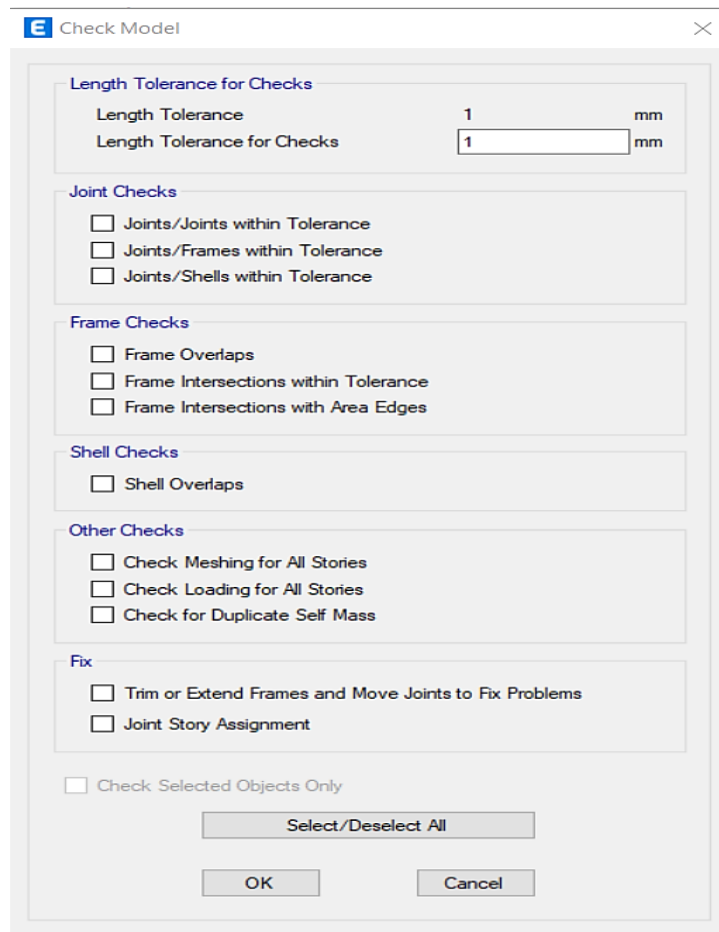 E Check Model
Length Tolerance for Checks
Length Tolerance 1 mm
Length Tolerance for Checks 1 mm
Joint Checks
Joints/Joints within Tolerance
Joints/Frames within Tolerance
Joints/Shells within Tolerance
Frame Checks
Frame Overlaps
Frame Intersections within Tolerance
Frame Intersections with Area Edges
Shell Checks
Shell Overlaps
Other Checks
Check Meshing for All Stories
Check Loading for All Stories
Check for Duplicate Self Mass
Fix
Trim or Extend Frames and Move Joints to Fix Problems
Joint Story Assignment
Check Selected Objects Only
Select/Deselect All
OK Cancel